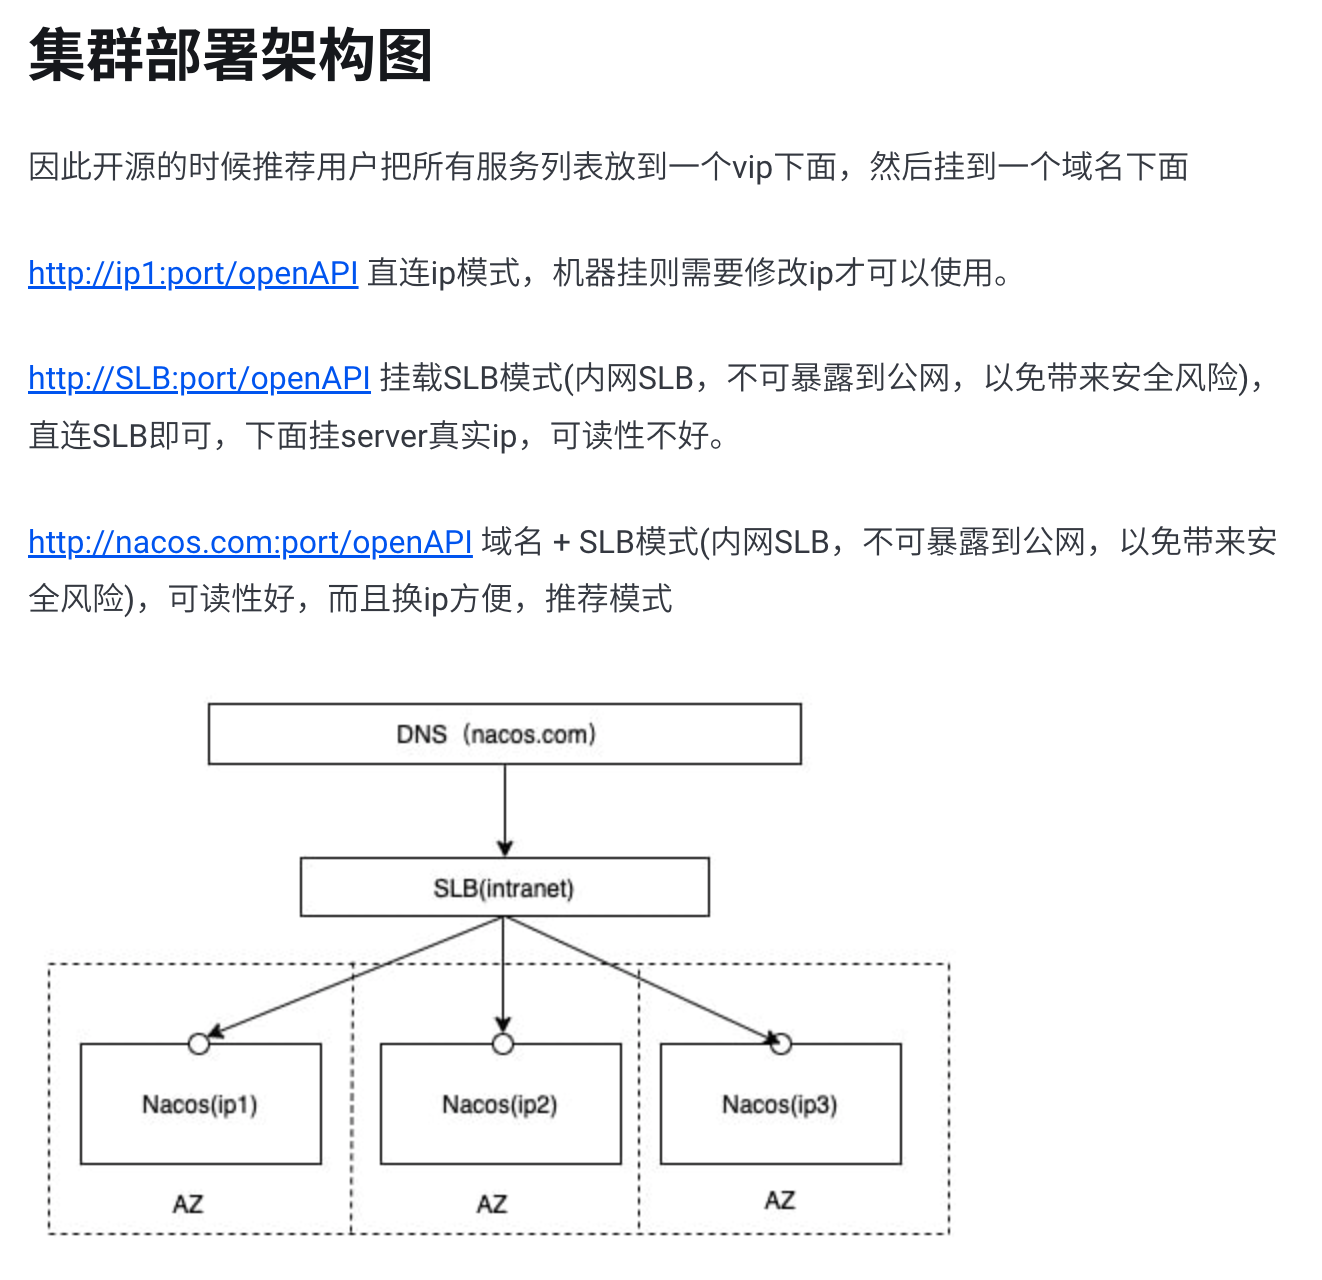 集群部署架构图
因此开源的时候推荐用户把所有服务列表放到一个vip下面，然后挂到一个域名下面
http://ip1:port/openAPI 直连ip模式，机器挂则需要修改ip才可以使用。
http://SLB:port/openAPI 挂载SLB模式(内网SLB，不可暴露到公网，以免带来安全风险)，
直连SLB即可，下面挂server真实ip，可读性不好。
http://nacos.com:port/openAPI 域名 + SLB模式(内网SLB，不可暴露到公网，以免带来安
全风险)，可读性好，而且换ip方便，推荐模式
DNS（nacos.com）
SLB(intranet)
Nacos(ip1)
Nacos(ip2)
Nacos(ip3)
AZ
AZ
AZ